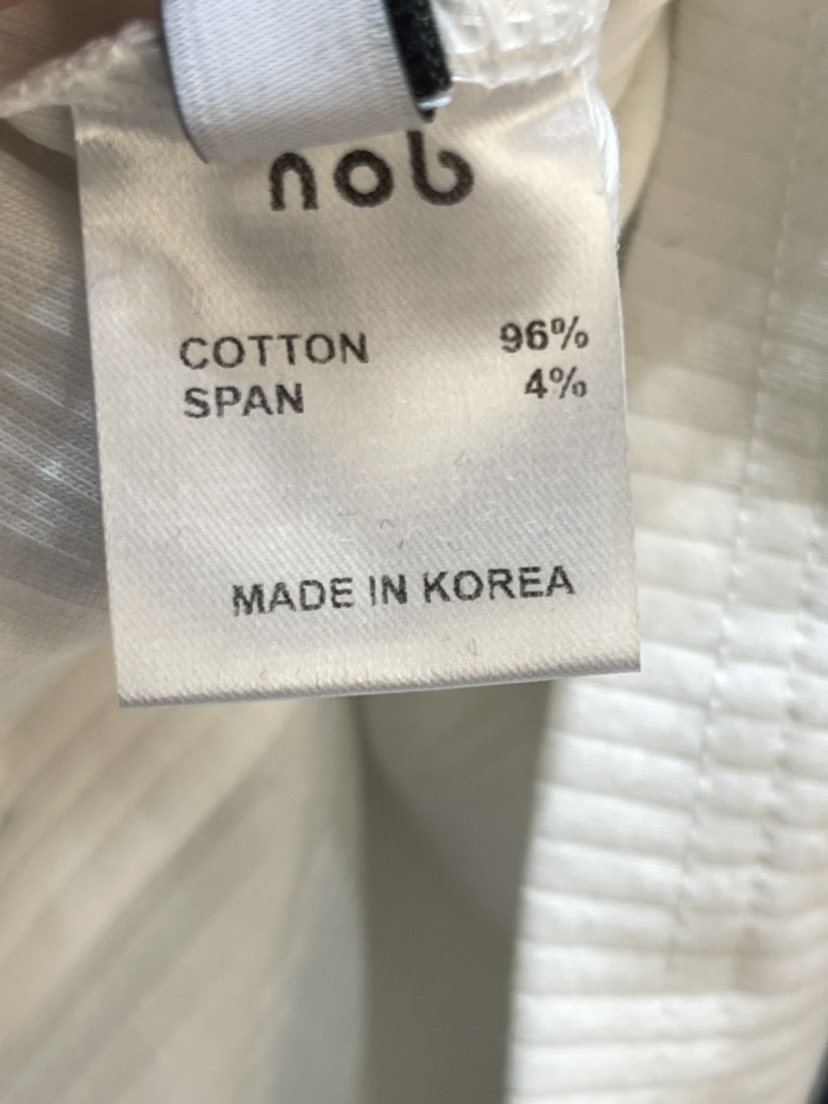 nob
COTTON 96%
SPAN 4%
MADE IN KOREA